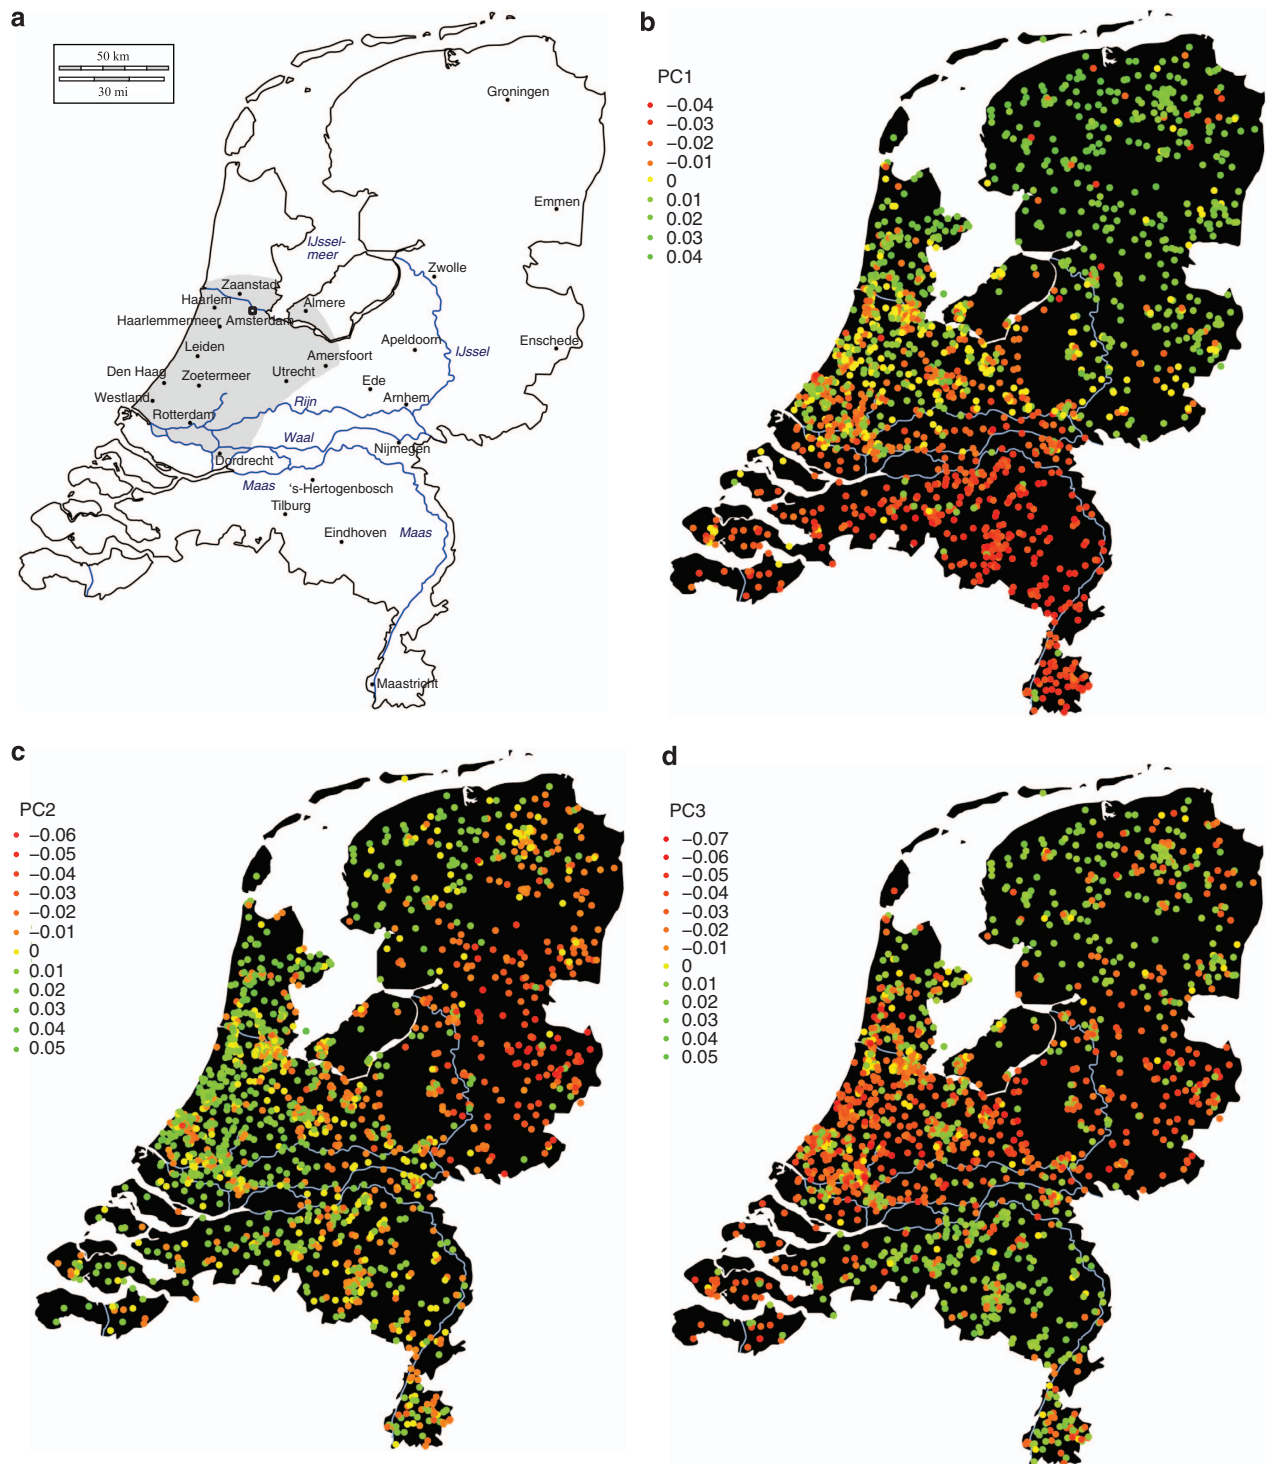 a
50 km
30 mi
Groningen
Emmen
IJssel-
meer
Zwolle
Zaanstad
Haarlem
Almere
Haarlemmermeer
Amsterdam
Leiden
Apeldoorn
Enschede
IJssel
Amersfoort
Den Haag
Zoetermeer
Utrecht
Ede
Westland
Rijn
Arnhem
Rotterdam
Waal
Nijmegen
Dordrecht
Maas
's-Hertogenbosch
Tilburg
Eindhoven
Maas
Maastricht
b
PC1
−0.04
−0.03
−0.02
−0.01
0
0.01
0.02
0.03
0.04
c
PC2
−0.06
−0.05
−0.04
−0.03
−0.02
−0.01
0
0.01
0.02
0.03
0.04
0.05
d
PC3
−0.07
−0.06
−0.05
−0.04
−0.03
−0.02
−0.01
0
0.01
0.02
0.03
0.04
0.05